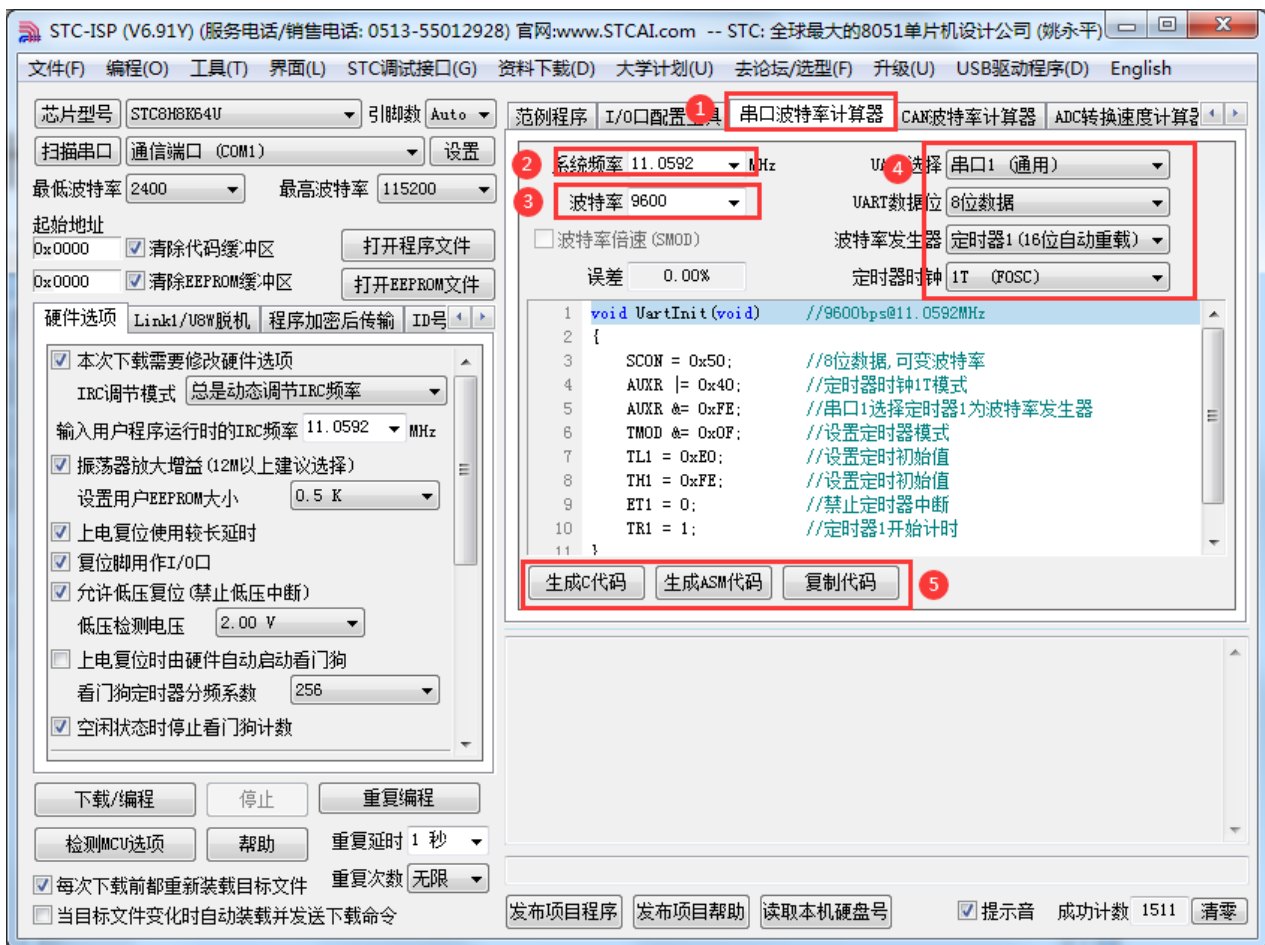 STC-ISP (V6.91Y) (服务电话/销售电话: 0513-55012928) 官网:www.STCAI.com -- STC: 全球最大的8051单片机设计公司 (姚永平)
文件(F) 编程(O) 工具(T) 界面(L) STC调试接口(G) 资料下载(D) 大学计划(U) 去论坛/选型(F) 升级(U) USB驱动程序(D) English
芯片型号 STC8H8K64U 引脚数 Auto
扫描串口 通信端口 (COM1) 设置
最低波特率 2400 最高波特率 115200
起始地址
0x0000 清除代码缓冲区 打开程序文件
0x0000 清除EEPROM缓冲区 打开EEPROM文件
硬件选项 Link1/U8W脱机 程序加密后传输 ID号
本次下载需要修改硬件选项
IRC调节模式 总是动态调节IRC频率
输入用户程序运行时的IRC频率 11.0592 MHz
振荡器放大增益(12M以上建议选择)
设置用户EEPROM大小 0.5 K
上电复位使用较长延时
复位脚用作I/O口
允许低压复位(禁止低压中断)
低压检测电压 2.00 V
上电复位时由硬件自动启动看门狗
看门狗定时器分频系数 256
空闲状态时停止看门狗计数
下载/编程 停止 重复编程
检测MCU选项 帮助 重复延时 1 秒
每次下载前都重新装载目标文件 重复次数 无限
当目标文件变化时自动装载并发送下载命令
范例程序 I/O口配置工具 1 串口波特率计算器 CAN波特率计算器 ADC转换速度计算器
2 系统频率 11.0592 MHz 4 选择 串口1 (通用)
3 波特率 9600 UART数据位 8位数据
波特率倍速(SMOD) 波特率发生器 定时器1(16位自动重载)
误差 0.00% 定时器时钟 1T (FOSC)
1 void UartInit(void) //9600bps@11.0592MHz
2 {
3 SCON = 0x50; //8位数据,可变波特率
4 AUXR |= 0x40; //定时器时钟1T模式
5 AUXR &= 0xFE; //串口1选择定时器1为波特率发生器
6 TMOD &= 0x0F; //设置定时器模式
7 TL1 = 0xE0; //设置定时初始值
8 TH1 = 0xFE; //设置定时初始值
9 ET1 = 0; //禁止定时器中断
10 TR1 = 1; //定时器1开始计时
11 }
生成C代码 生成ASM代码 复制代码 5
发布项目程序 发布项目帮助 读取本机硬盘号 提示音 成功计数 1511 清零